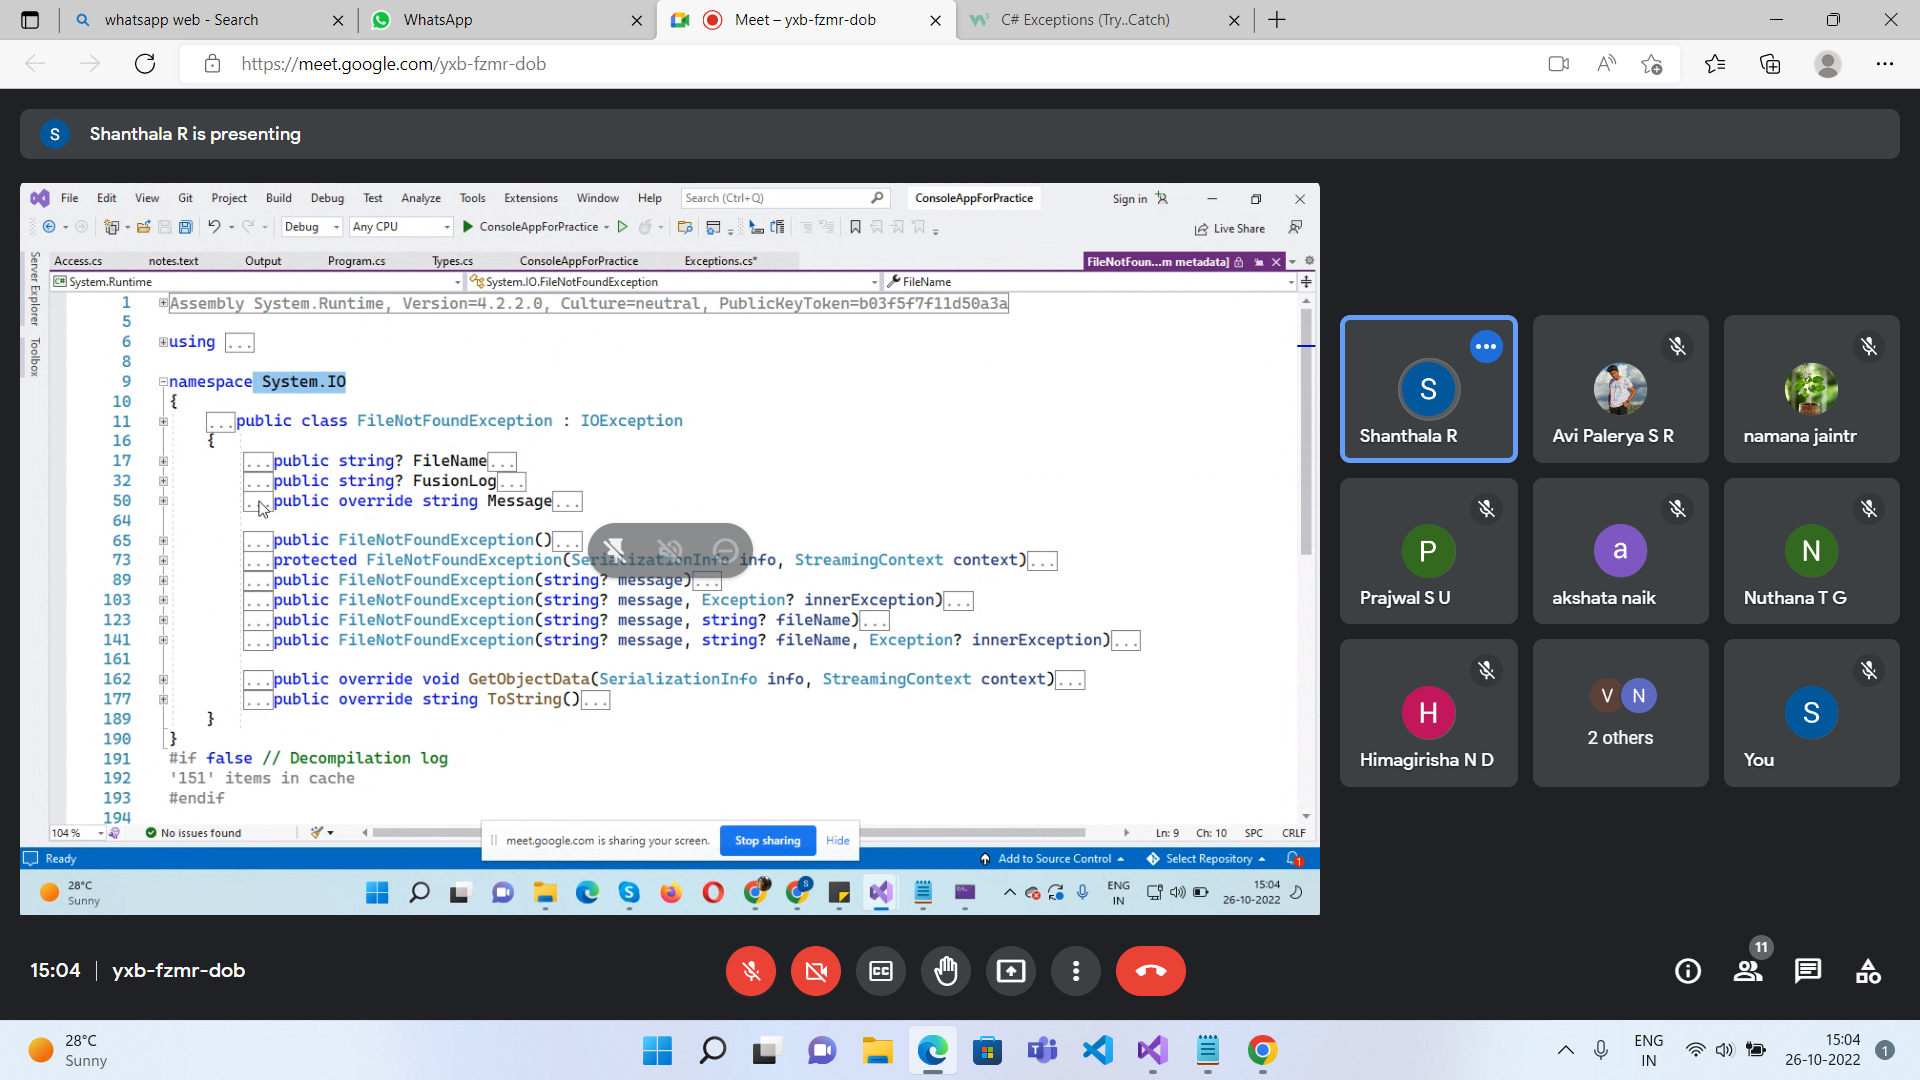 whatsapp web - Search
WhatsApp
Meet – yxb-fzmr-dob
C# Exceptions (Try..Catch)
https://meet.google.com/yxb-fzmr-dob
S
Shanthala R is presenting
File Edit View Git Project Build Debug Test Analyze Tools Extensions Window Help
Search (Ctrl+Q)
ConsoleAppForPractice
Sign in
Debug
Any CPU
ConsoleAppForPractice
Live Share
Server Explorer
Toolbox
Access.cs
notes.text
Output
Program.cs
Types.cs
ConsoleAppForPractice
Exceptions.cs*
FileNotFoun...m metadata]
System.Runtime
System.IO.FileNotFoundException
FileName
1 Assembly System.Runtime, Version=4.2.2.0, Culture=neutral, PublicKeyToken=b03f5f7f11d50a3a
5
6 using ...
8
9 namespace System.IO
10 {
11 ...public class FileNotFoundException : IOException
16 {
17 ...public string? FileName...
32 ...public string? FusionLog...
50 ...public override string Message...
64
65 ...public FileNotFoundException()...
73 ...protected FileNotFoundException(SerializationInfo info, StreamingContext context)...
89 ...public FileNotFoundException(string? message)...
103 ...public FileNotFoundException(string? message, Exception? innerException)...
123 ...public FileNotFoundException(string? message, string? fileName)...
141 ...public FileNotFoundException(string? message, string? fileName, Exception? innerException)...
161
162 ...public override void GetObjectData(SerializationInfo info, StreamingContext context)...
177 ...public override string ToString()...
189 }
190 }
191 #if false // Decompilation log
192 '151' items in cache
193 #endif
194
104 %
No issues found
Ln: 9 Ch: 10 SPC CRLF
meet.google.com is sharing your screen.
Stop sharing
Hide
Ready
Add to Source Control
Select Repository
1
28°C
Sunny
S
ENG
IN
15:04
26-10-2022
S
Shanthala R
Avi Palerya S R
namana jaintr
P
Prajwal S U
a
akshata naik
N
Nuthana T G
H
Himagirisha N D
V N
2 others
S
You
15:04 | yxb-fzmr-dob
CC
11
28°C
Sunny
ENG
IN
15:04
26-10-2022
1